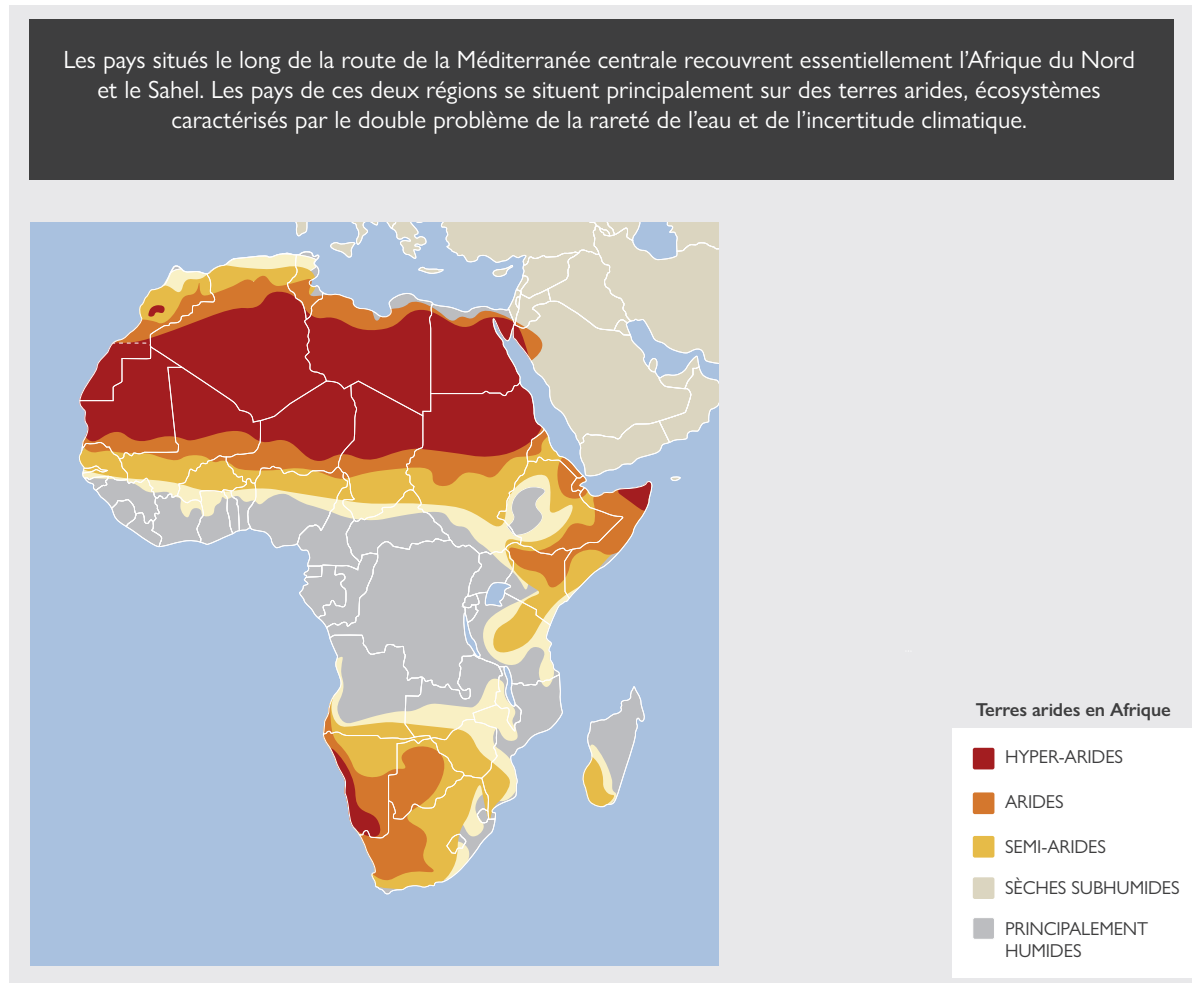 Les pays situés le long de la route de la Méditerranée centrale recouvrent essentiellement l’Afrique du Nord
et le Sahel. Les pays de ces deux régions se situent principalement sur des terres arides, écosystèmes
caractérisés par le double problème de la rareté de l’eau et de l’incertitude climatique.
Terres arides en Afrique
HYPER-ARIDES
ARIDES
SEMI-ARIDES
SÈCHES SUBHUMIDES
PRINCIPALEMENT
HUMIDES